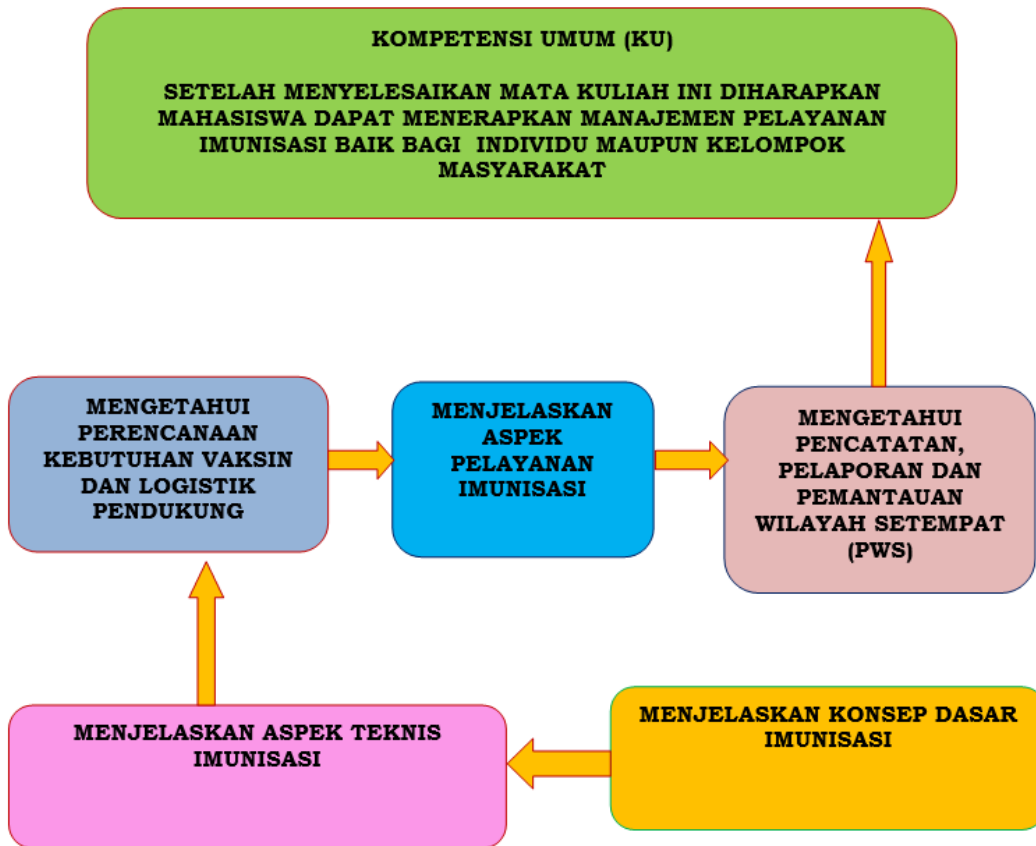 KOMPETENSI UMUM (KU)
SETELAH MENYELESAIKAN MATA KULIAH INI DIHARAPKAN
MAHASISWA DAPAT MENERAPKAN MANAJEMEN PELAYANAN
IMUNISASI BAIK BAGI INDIVIDU MAUPUN KELOMPOK
MASYARAKAT
MENGETAHUI
PERENCANAAN
KEBUTUHAN VAKSIN
DAN LOGISTIK
PENDUKUNG
MENJELASKAN
ASPEK
PELAYANAN
IMUNISASI
MENGETAHUI
PENCATATAN,
PELAPORAN DAN
PEMANTAUAN
WILAYAH SETEMPAT
(PWS)
MENJELASKAN ASPEK TEKNIS
IMUNISASI
MENJELASKAN KONSEP DASAR
IMUNISASI